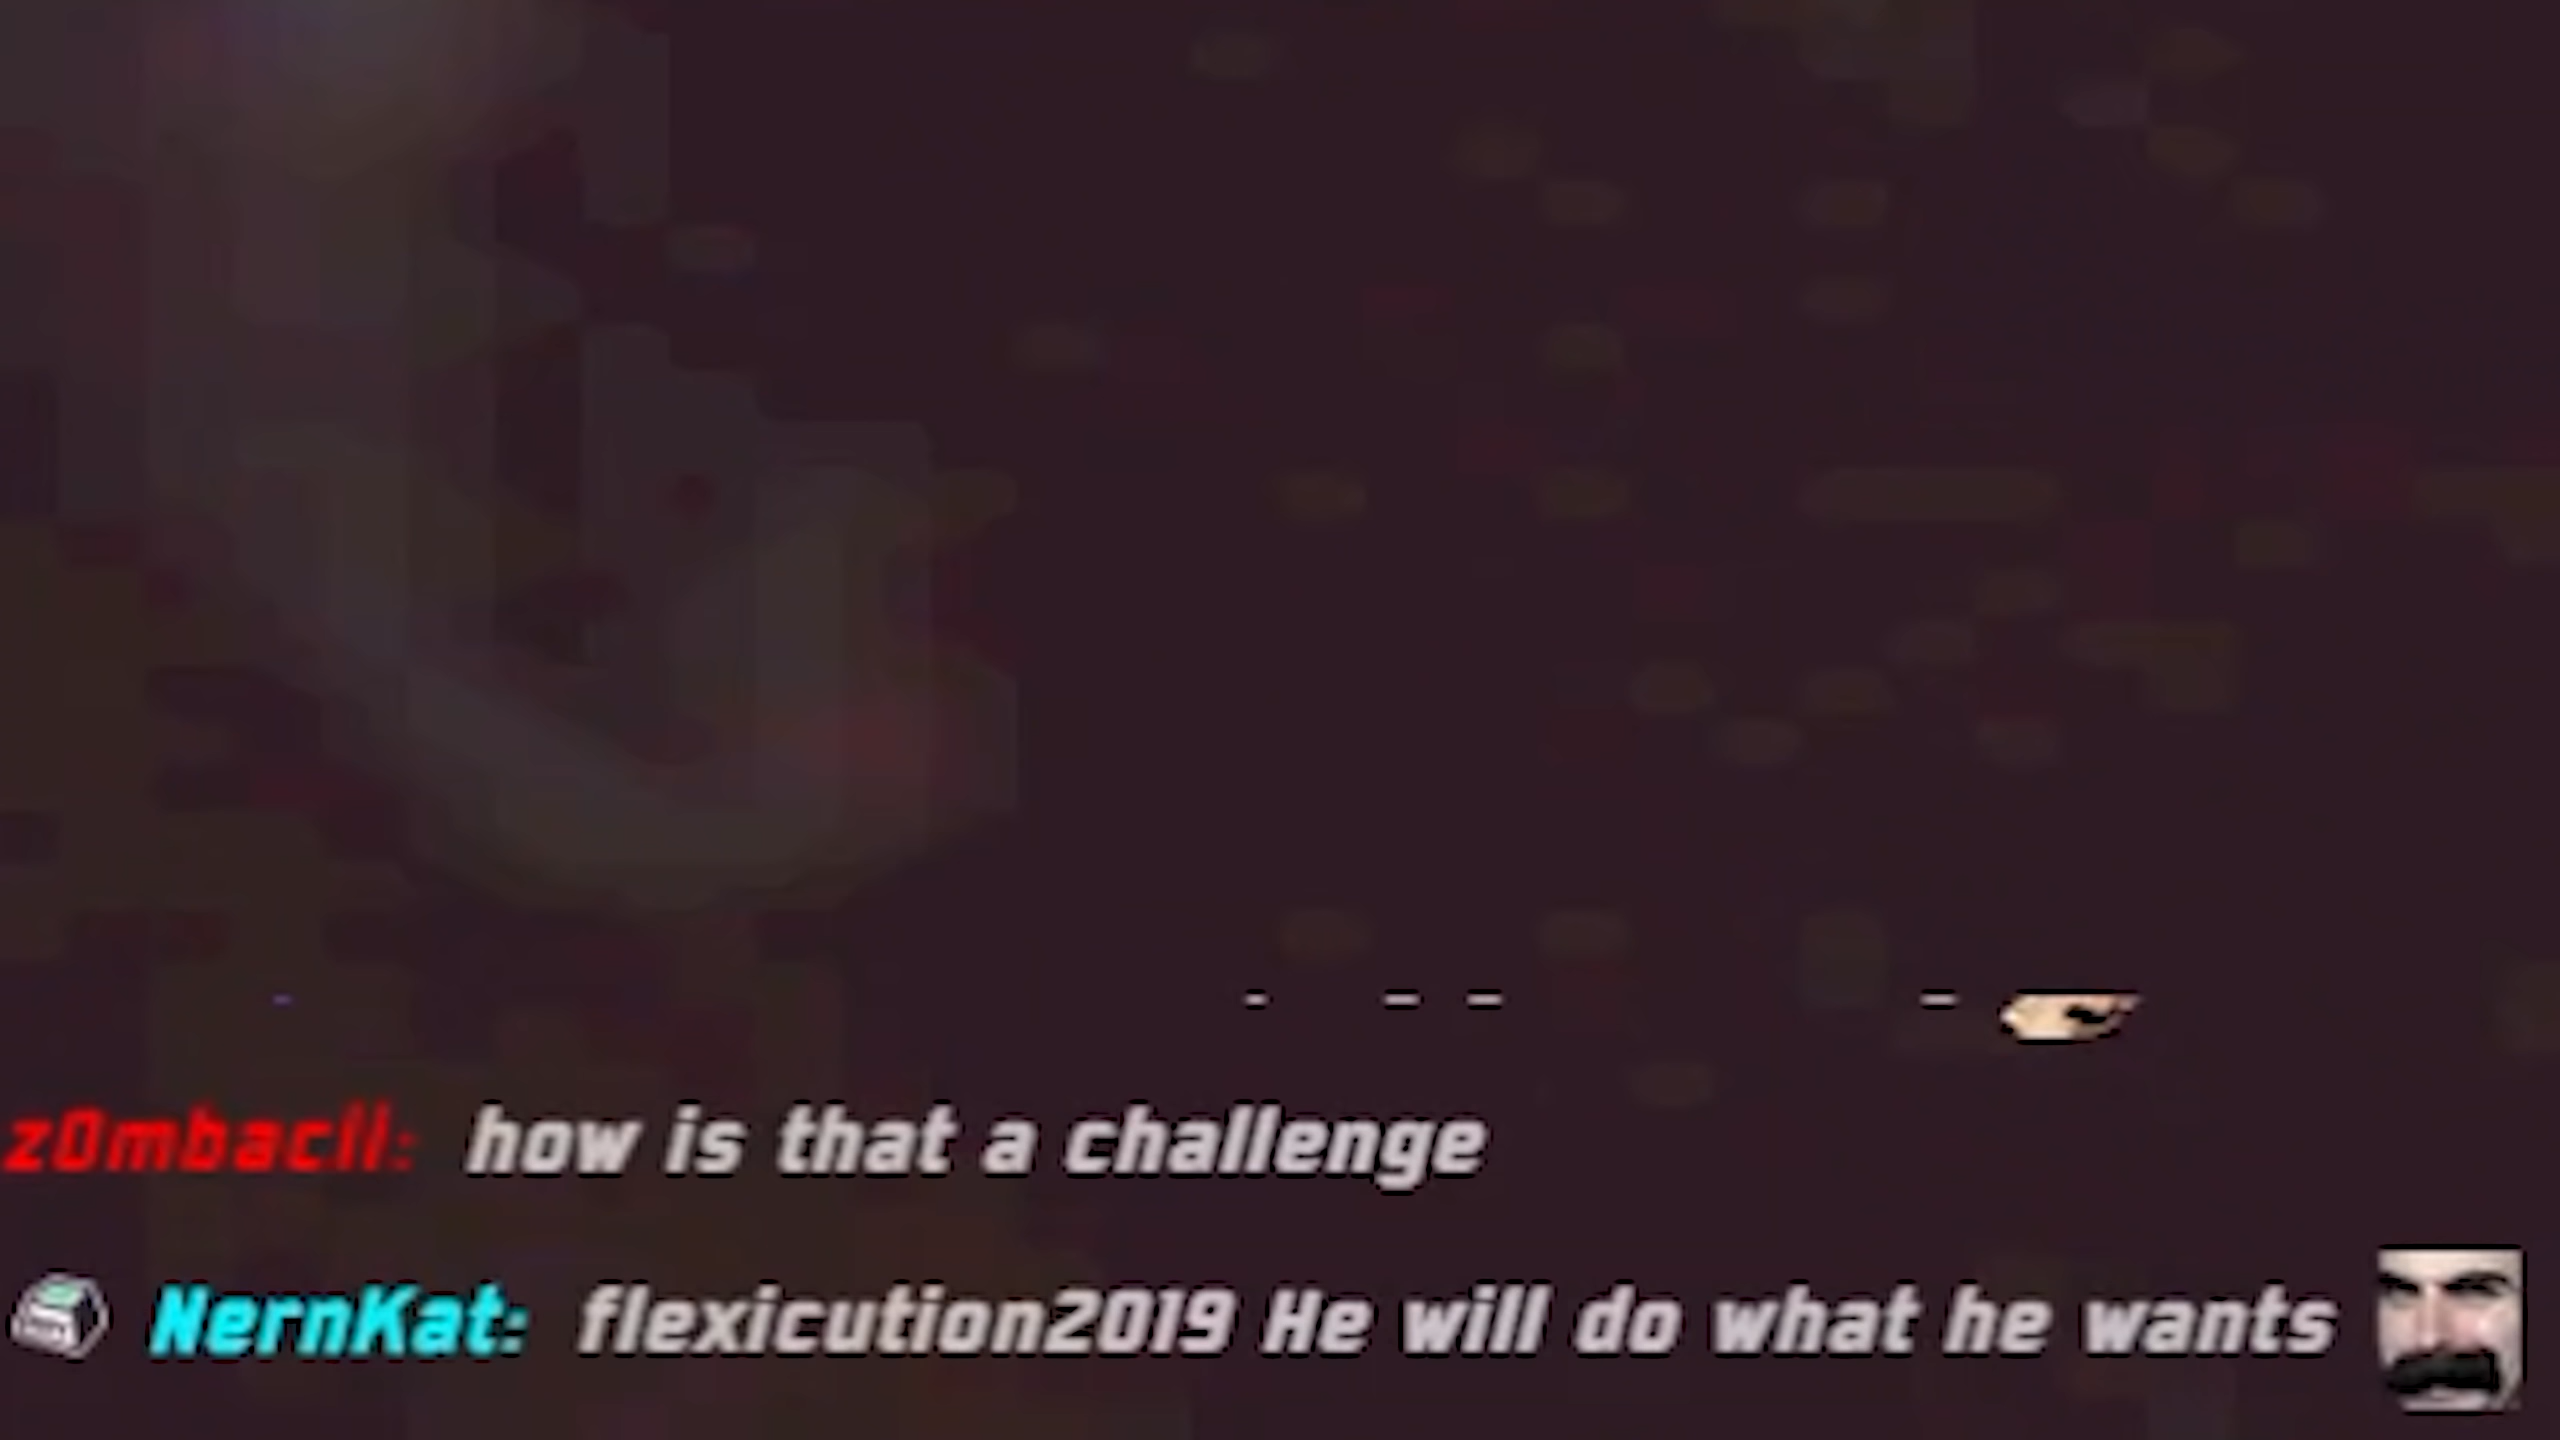 z0mbacll: how is that a challenge
NernKat: flexicution2019 He will do what he wants